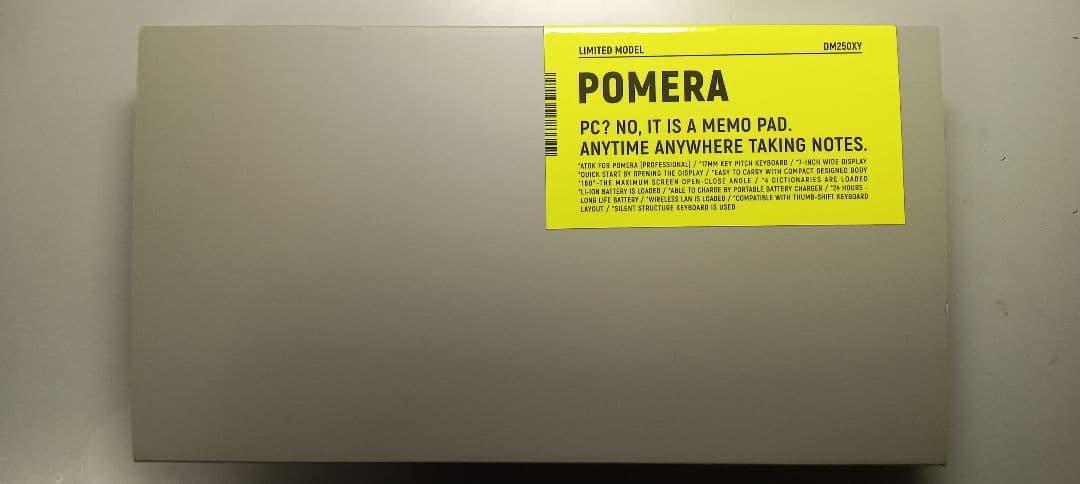 LIMITED MODEL DM250XY
POMERA
PC? NO, IT IS A MEMO PAD.
ANYTIME ANYWHERE TAKING NOTES.
*ATOK FOR POMERA [PROFESSIONAL] / *17MM KEY PITCH KEYBOARD / *7-INCH WIDE DISPLAY
*QUICK START BY OPENING THE DISPLAY / *EASY TO CARRY WITH COMPACT DESIGNED BODY
*180°-THE MAXIMUM SCREEN OPEN-CLOSE ANGLE / *4 DICTIONARIES ARE LOADED
*LI-ION BATTERY IS LOADED / *ABLE TO CHARGE BY PORTABLE BATTERY CHARGER / *24 HOURS -
LONG LIFE BATTERY / *WIRELESS LAN IS LOADED / *COMPATIBLE WITH THUMB-SHIFT KEYBOARD
LAYOUT / *SILENT STRUCTURE KEYBOARD IS USED